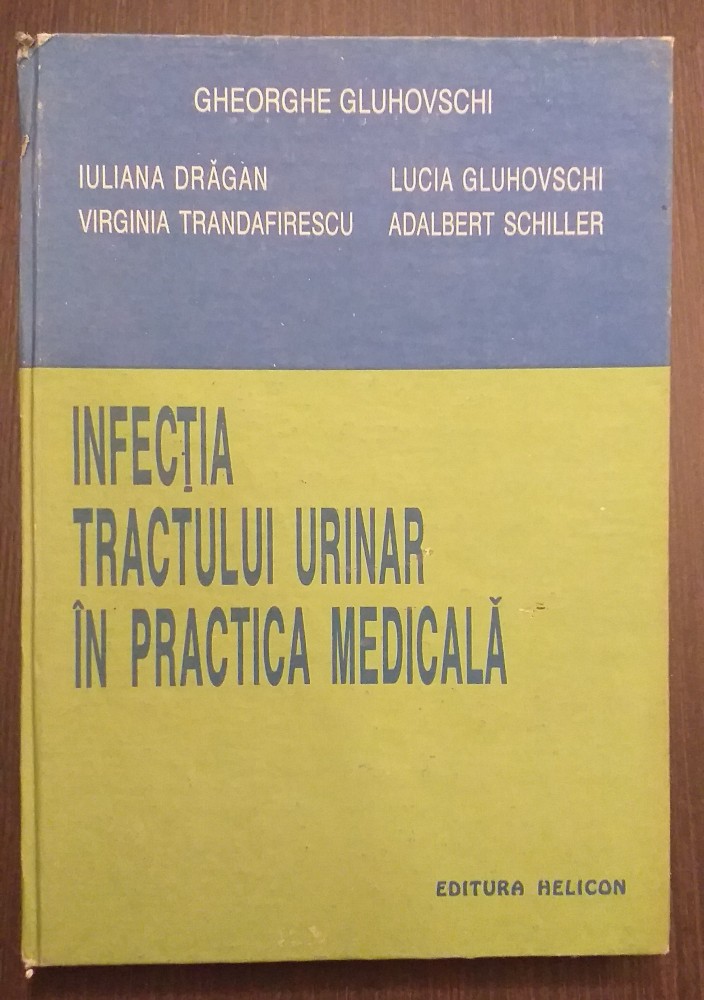 GHEORGHE GLUHOVSCHI
IULIANA DRĂGAN
LUCIA GLUHOVSCHI
VIRGINIA TRANDAFIRESCU
ADALBERT SCHILLER
INFECȚIA
TRACTULUI URINAR
ÎN PRACTICA MEDICALĂ
EDITURA HELICON